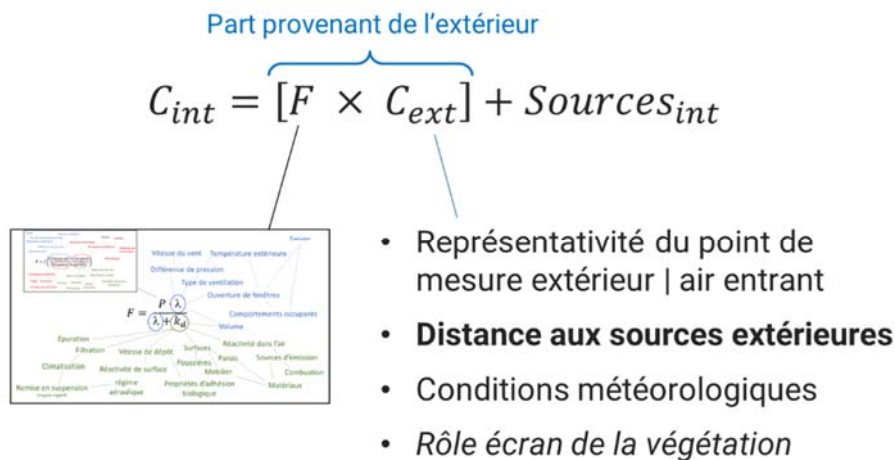 Part provenant de l'extérieur
C_int = [F × C_ext] + Sources_int
Saison
Vitesse du vent Température extérieure
Différence de pression
Type de ventilation
Ouverture de fenêtres
F = P · λ / λ + k_d
Comportements occupants
Volume
Epuration
Surfaces Réactivité dans l'air
Filtration Vitesse de dépôt Parois Sources d'émission
Poussières
Climatisation Réactivité de surface Mobilier Combustion
Remise en suspension régime aéraulique Propriétés d'adhésion biologique Matériaux
• Représentativité du point de
mesure extérieur | air entrant
• Distance aux sources extérieures
• Conditions météorologiques
• Rôle écran de la végétation